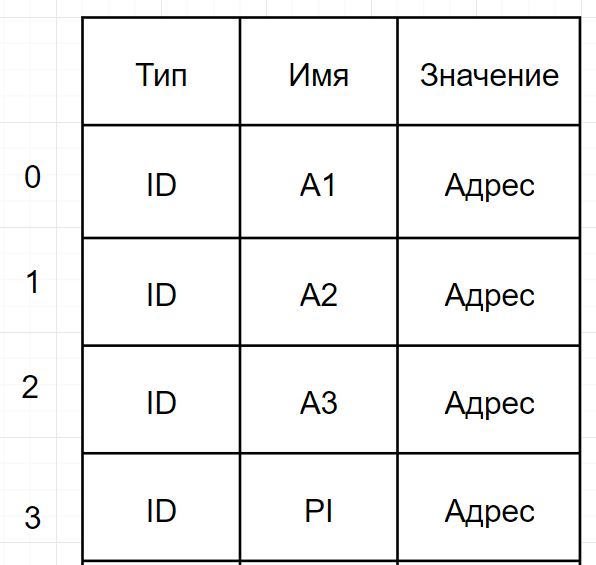 Тип Имя Значение
0 ID A1 Адрес
1 ID A2 Адрес
2 ID A3 Адрес
3 ID PI Адрес